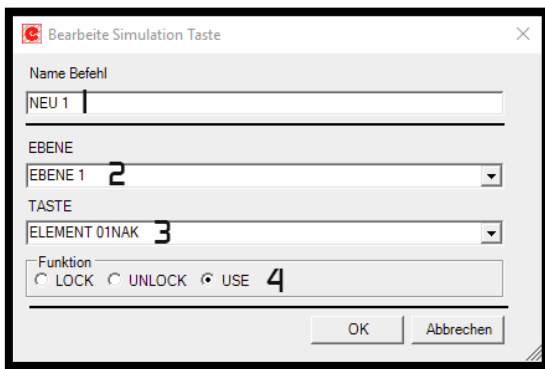 Bearbeite Simulation Taste
Name Befehl
NEU 1 1
EBENE
EBENE 1 2
TASTE
ELEMENT 01NAK 3
Funktion
LOCK UNLOCK USE 4
OK Abbrechen